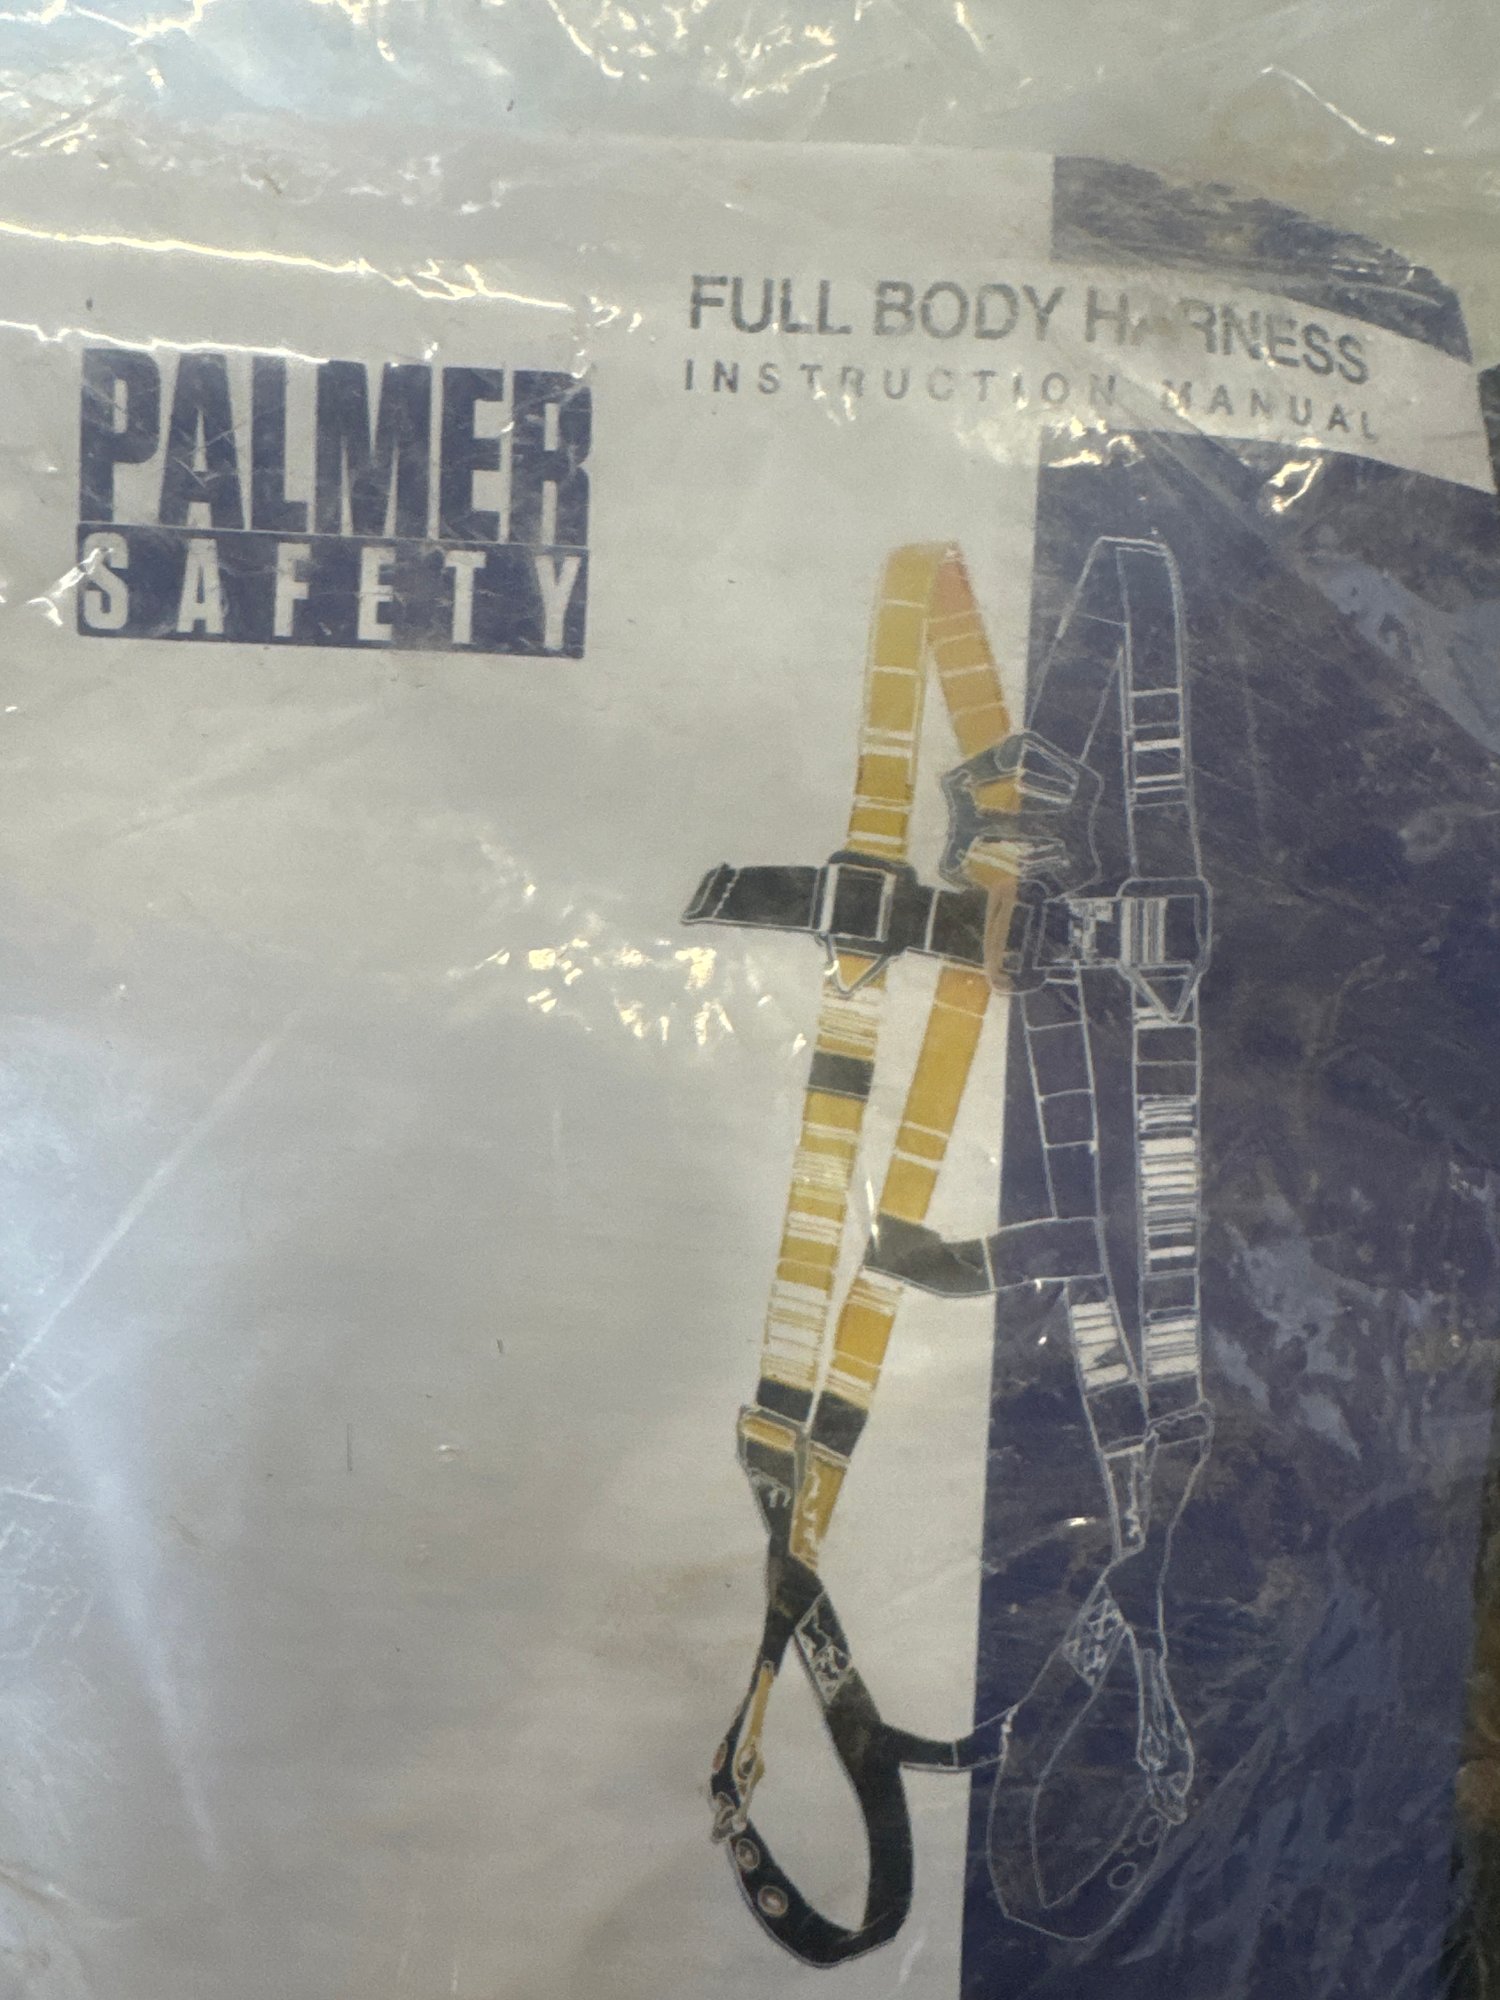 PALMER
SAFETY
FULL BODY HARNESS
INSTRUCTION MANUAL